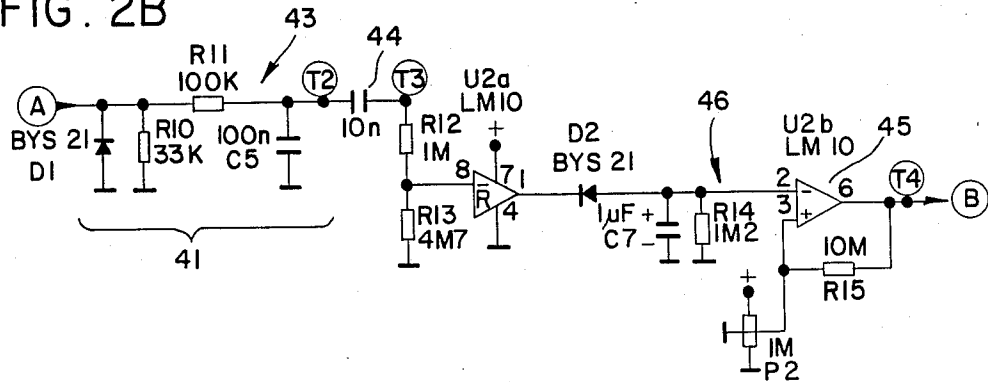 FIG. 2B
43
44
R11
100K
T2
T3
U2a
LM10
A
10n
BYS 21
D1
R10
33K
100n
C5
R12
1M
+
8
7
1
R
4
D2
BYS 21
46
U2b
LM 10
45
2
-
3
+
6
T4
B
R13
4M7
1µF
+
C7
-
R14
1M2
10M
R15
41
+
1M
P2